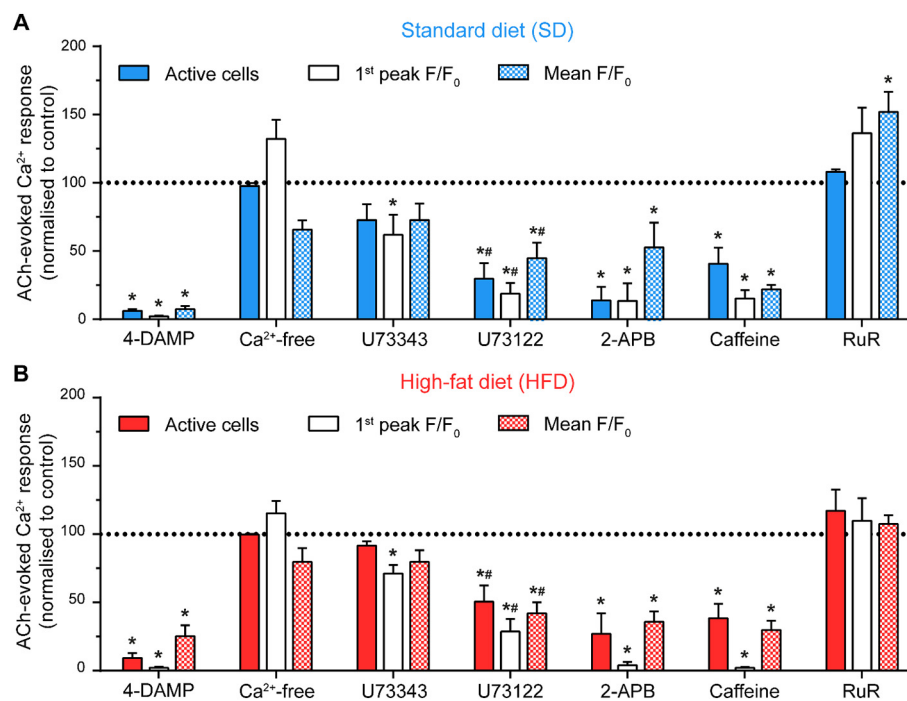 A
Standard diet (SD)
ACh-evoked Ca²⁺ response
(normalised to control)
200
150
100
50
0
Active cells
1ˢᵗ peak F/F₀
Mean F/F₀
* * *
*
*# *# *#
* * *
* * *
*
4-DAMP Ca²⁺-free U73343 U73122 2-APB Caffeine RuR
B
High-fat diet (HFD)
ACh-evoked Ca²⁺ response
(normalised to control)
200
150
100
50
0
Active cells
1ˢᵗ peak F/F₀
Mean F/F₀
* * *
*
*# *# *#
* * *
* * *
4-DAMP Ca²⁺-free U73343 U73122 2-APB Caffeine RuR